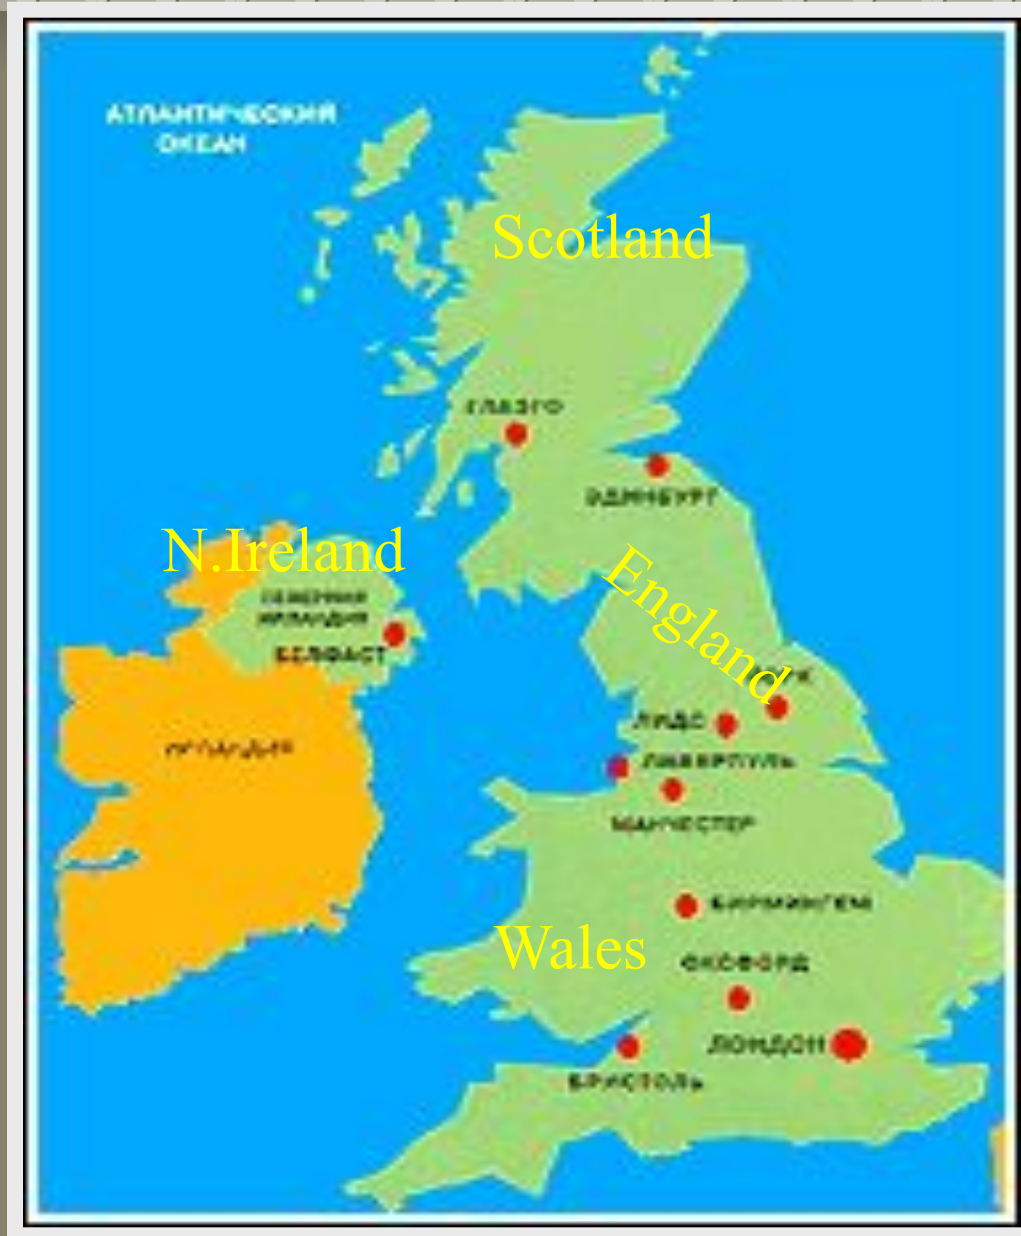 АТЛАНТИЧЕСКИЙ
ОКЕАН
Scotland
ГЛАЗГО
ЭДИНБУРГ
N.Ireland
England
СЕВЕРНАЯ
ИРЛАНДИЯ
БЕЛФАСТ
ЛИДС
ИРЛАНДИЯ
ЛИВЕРПУЛЬ
МАНЧЕСТЕР
БИРМИНГЕМ
Wales
ОКСФОРД
ЛОНДОН
БРИСТОЛЬ